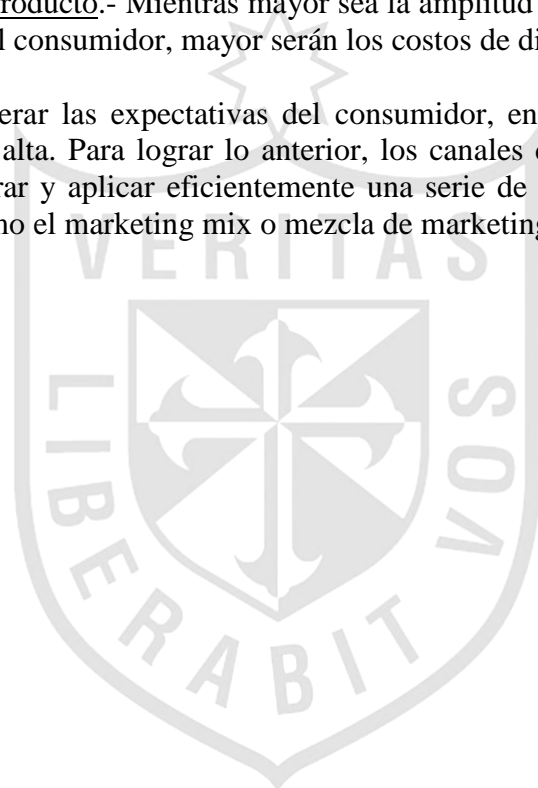 roducto.- Mientras mayor sea la amplitud
l consumidor, mayor serán los costos de di
erar las expectativas del consumidor, en
alta. Para lograr lo anterior, los canales
rar y aplicar eficientemente una serie de
no el marketing mix o mezcla de marketing
VERITAS
LIBERABIT
VOS